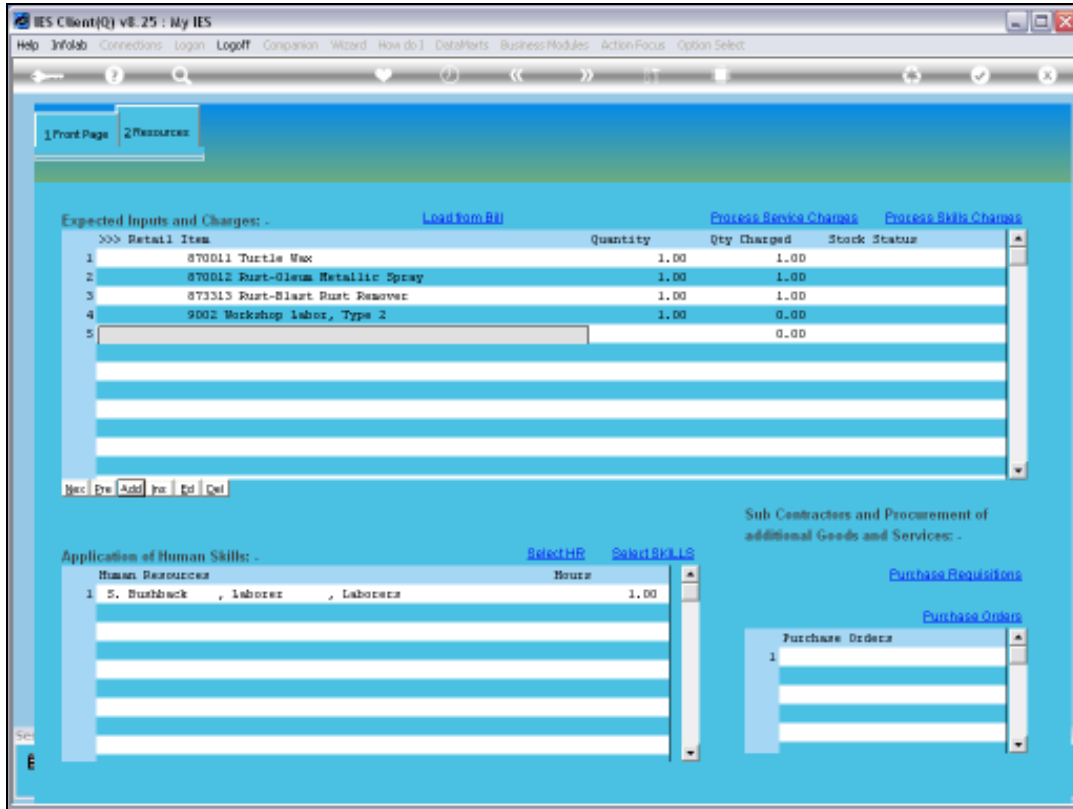 IES Client(Q) v8.25 : My IES
Help Infolab Connections Logon Logoff Companion Wizard How do I DataMarts Business Modules Action Focus Option Select
1 Front Page 2 Resources
Expected Inputs and Charges: - Load from Bill Process Service Charges Process Skills Charges
>>> Retail Item Quantity Qty Charged Stock Status
1 870011 Turtle Wax 1.00 1.00
2 870012 Rust-Oleum Metallic Spray 1.00 1.00
3 873313 Rust-Blast Rust Remover 1.00 1.00
4 9002 Workshop labor, Type 2 1.00 0.00
5 0.00
Nex Pre Add Ins Ed Del
Sub Contractors and Procurement of
additional Goods and Services: -
Application of Human Skills: - Select HR Select SKILLS
Human Resources Hours
Purchase Requisitions
1 S. Bushback , laborer , Laborers 1.00
Purchase Orders
Purchase Orders
1